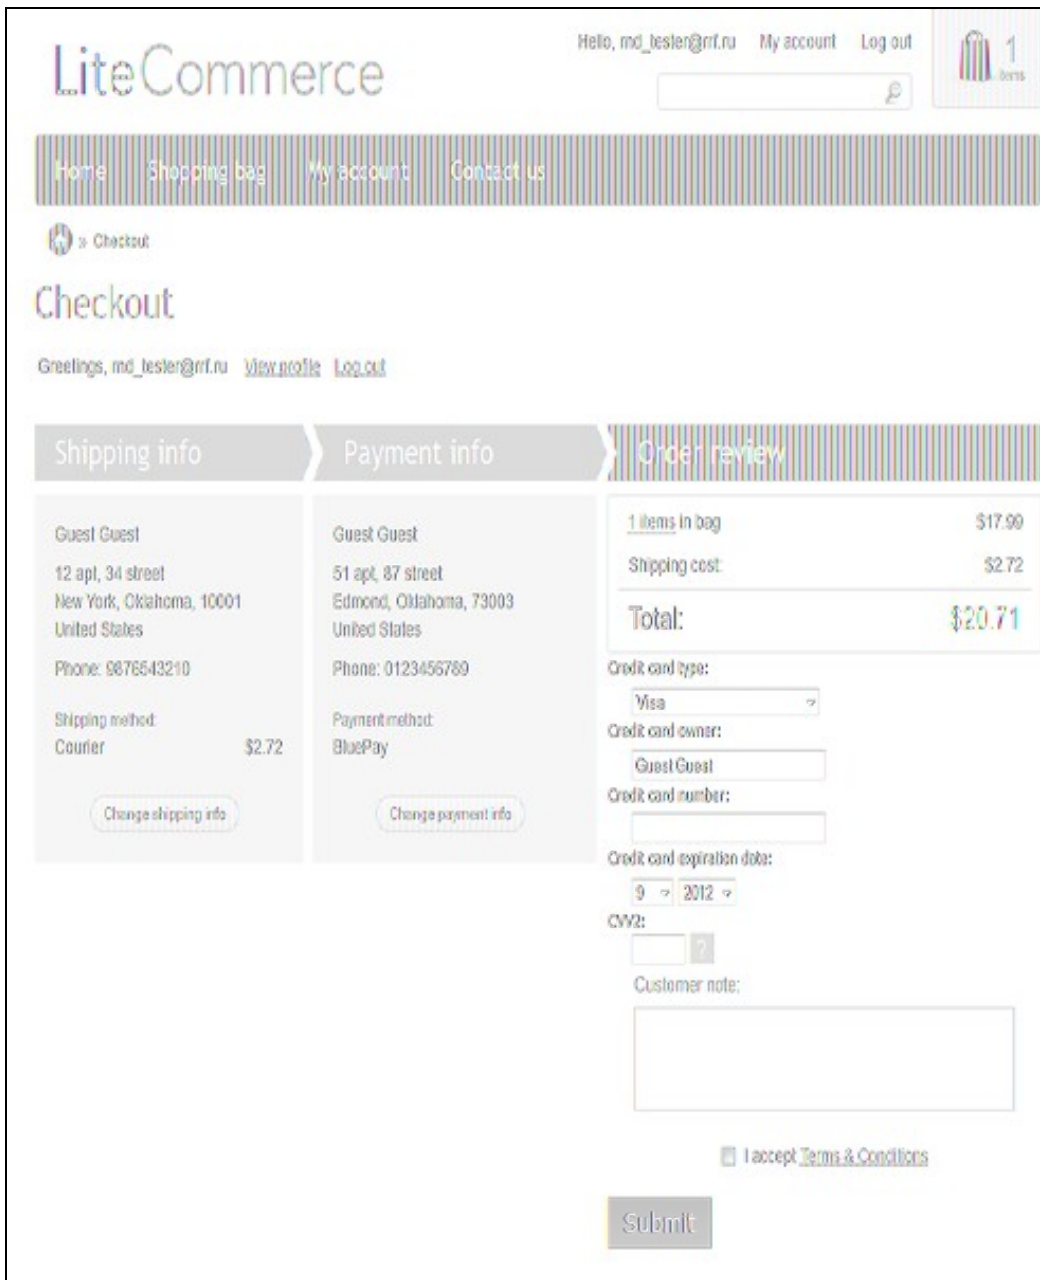 LiteCommerce
Hello, rnd_tester@rrf.ru My account Log out
1
items
Home Shopping bag My account Contact us
» Checkout
Checkout
Greetings, rnd_tester@rrf.ru View profile Log out
Shipping info
Guest Guest
12 apt, 34 street
New York, Oklahoma, 10001
United States
Phone: 9876543210
Shipping method:
Courier $2.72
Change shipping info
Payment info
Guest Guest
51 apt, 87 street
Edmond, Oklahoma, 73003
United States
Phone: 0123456789
Payment method:
BluePay
Change payment info
Order review
1 items in bag $17.99
Shipping cost: $2.72
Total: $20.71
Credit card type:
Visa
Credit card owner:
Guest Guest
Credit card number:
Credit card expiration date:
9 2012
CVV2:
?
Customer note:
I accept Terms & Conditions
Submit